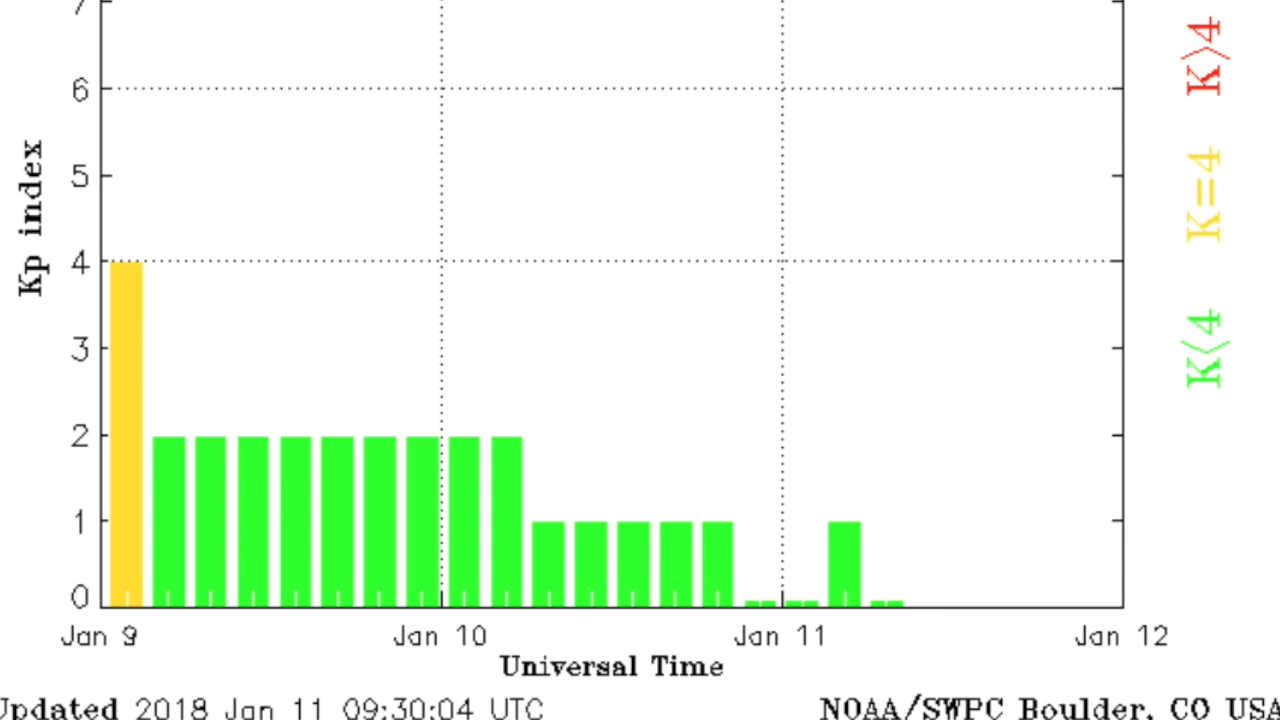 7
6
5
4
3
2
1
0
Kp index
K>4
K=4
K<4
Jan 9 Jan 10 Jan 11 Jan 12
Universal Time
Updated 2018 Jan 11 09:30:04 UTC
NOAA/SWPC Boulder, CO USA